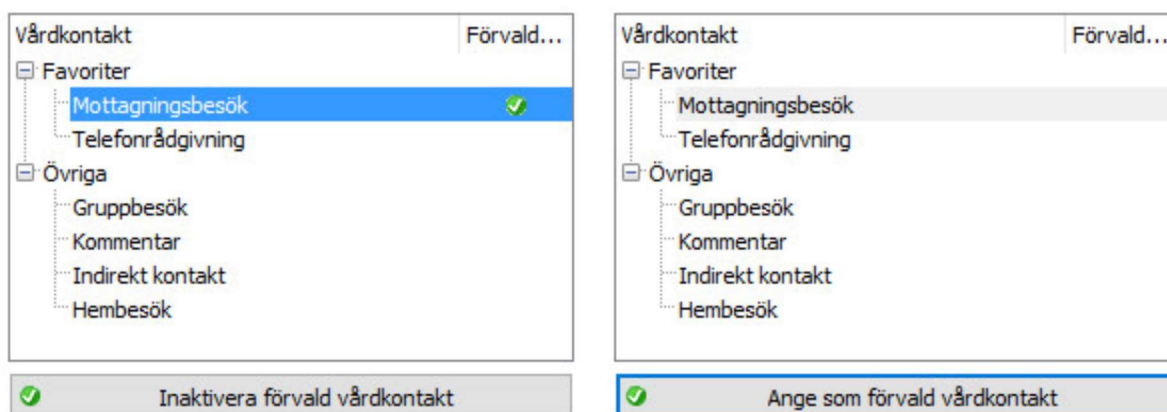 Vårdkontakt Förvald...
Favoriter
Mottagningsbesök
Telefonrådgivning
Övriga
Gruppbesök
Kommentar
Indirekt kontakt
Hembesök
Inaktivera förvald vårdkontakt
Vårdkontakt Förvald...
Favoriter
Mottagningsbesök
Telefonrådgivning
Övriga
Gruppbesök
Kommentar
Indirekt kontakt
Hembesök
Ange som förvald vårdkontakt